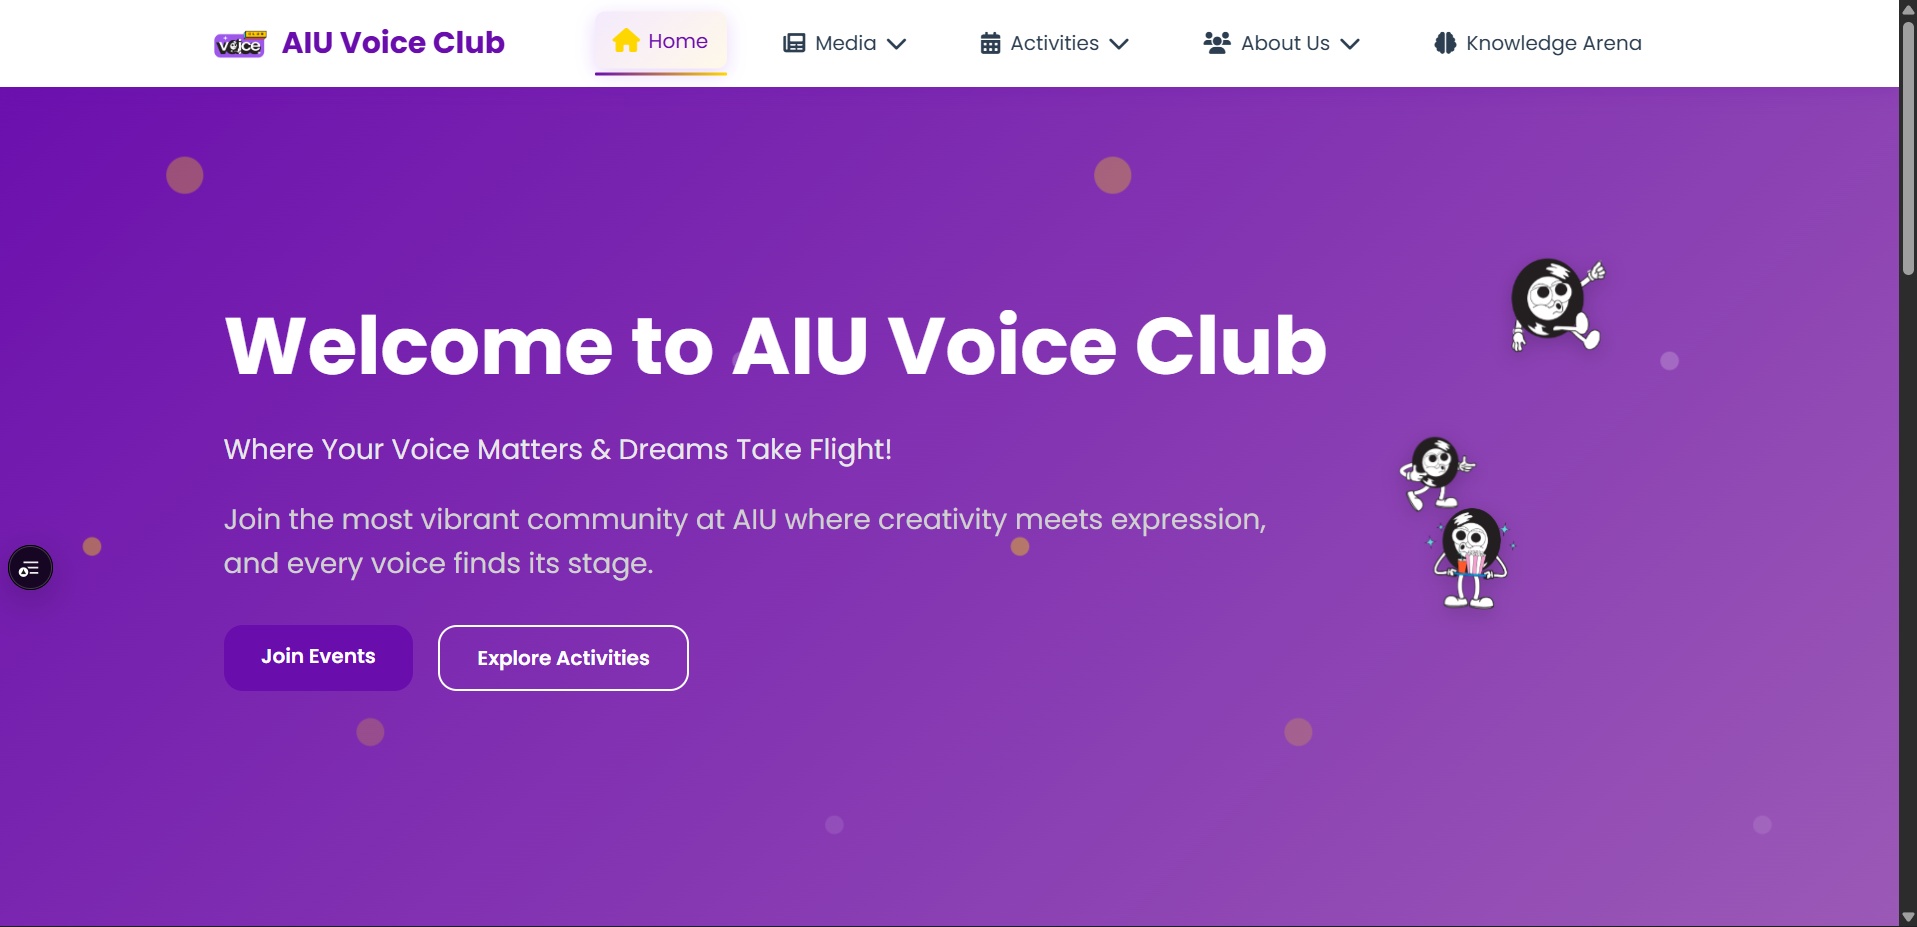 voice
AIU Voice Club
Home
Media
Activities
About Us
Knowledge Arena
Welcome to AIU Voice Club
Where Your Voice Matters & Dreams Take Flight!
Join the most vibrant community at AIU where creativity meets expression,
and every voice finds its stage.
Join Events
Explore Activities